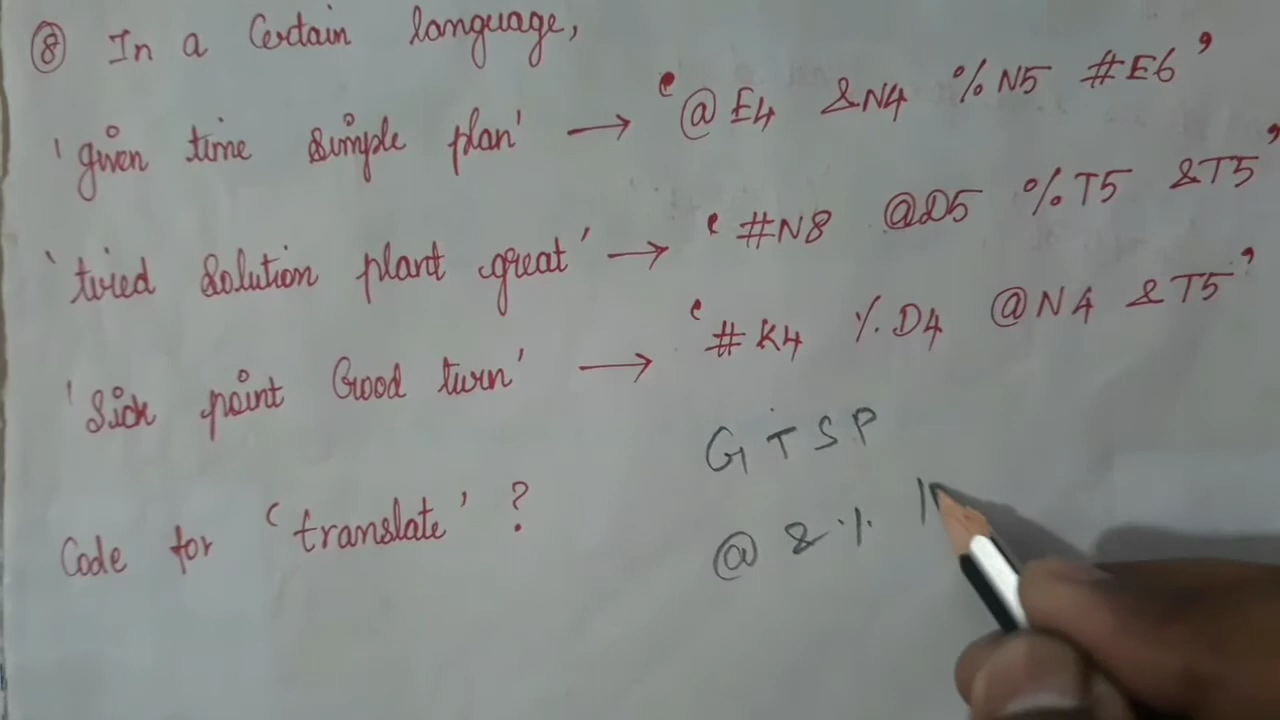 ⑧ In a Certain language,
'given time simple plan' → '@E4 &N4 %N5 #E6'
'tired solution plant great' → '#N8 @D5 %T5 &T5'
'Sick point Good turn' → '#K4 %D4 @N4 &T5'
G T S P
Code for 'translate' ?
@ & %